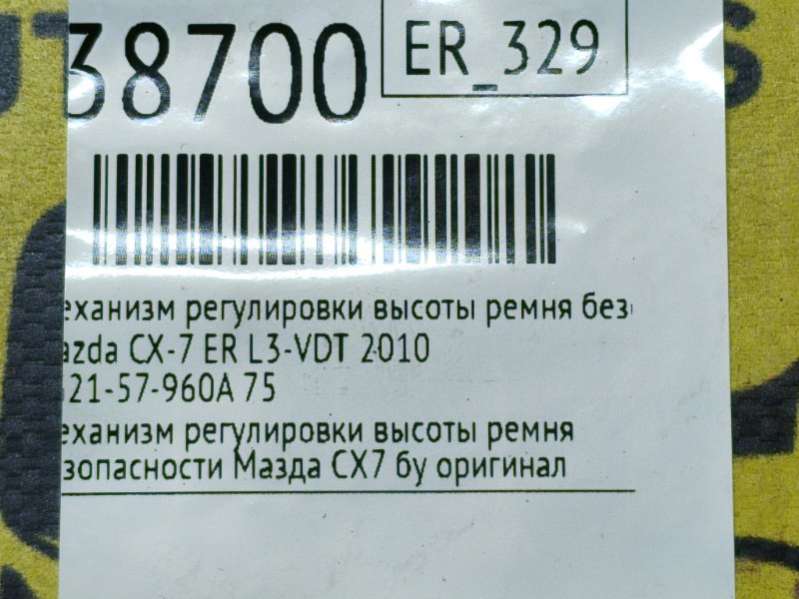 38700
ER_329
еханизм регулировки высоты ремня без
azda CX-7 ER L3-VDT 2010
21-57-960A 75
еханизм регулировки высоты ремня
зопасности Мазда СХ7 бу оригинал